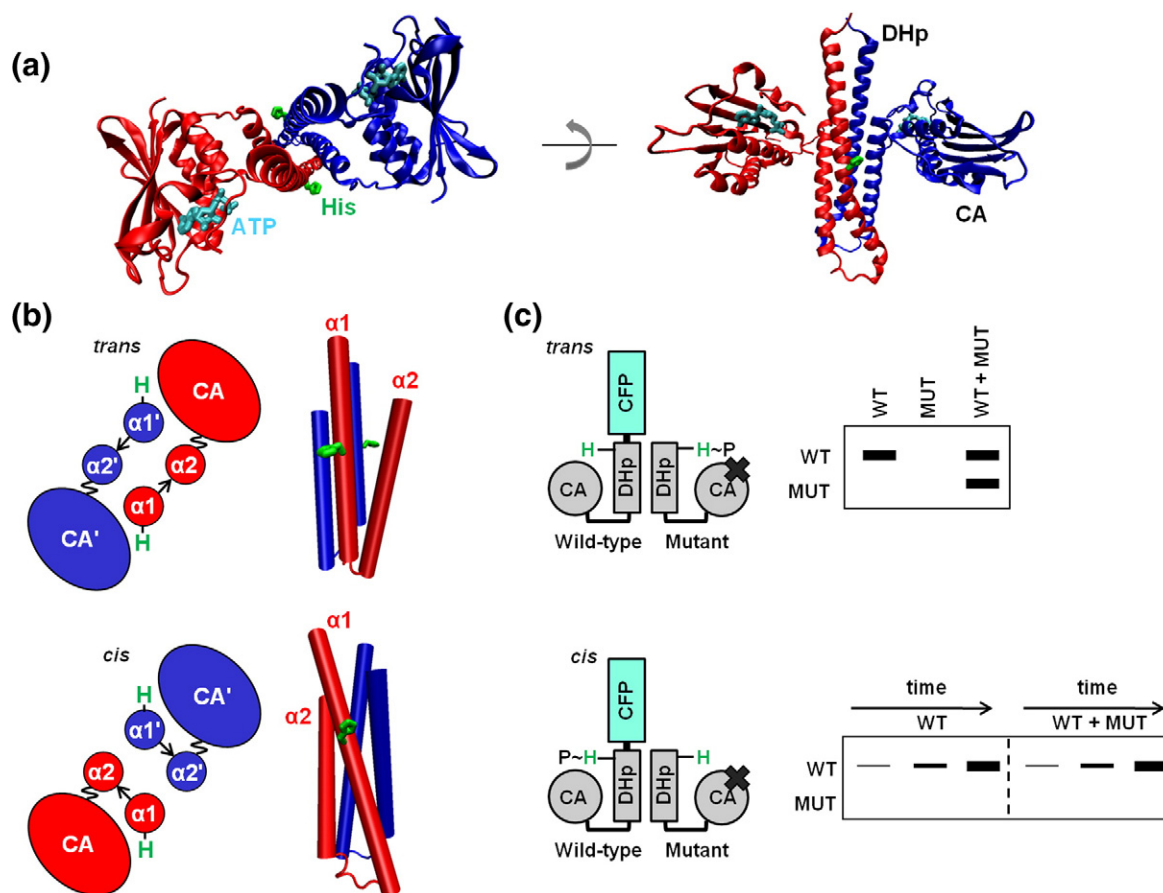 (a)
DHp
His
ATP
CA
(b)
trans
CA
H
α1'
α2'
α2
α1
CA'
H
α1
α2
cis
CA'
H
α1'
α2
α2'
α1
CA
H
α1
α2
(c)
trans
CFP
H
H~P
DHp
DHp
CA
CA
Wild-type Mutant
WT
MUT
WT + MUT
WT
MUT
cis
CFP
P~H
H
DHp
DHp
CA
CA
Wild-type Mutant
time time
WT WT + MUT
WT
MUT